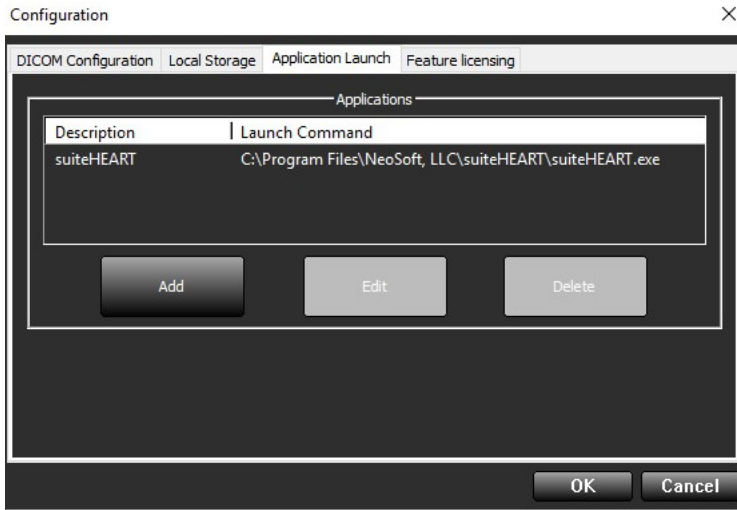 Configuration
DICOM Configuration Local Storage Application Launch Feature licensing
Applications
Description Launch Command
suiteHEART C:\Program Files\NeoSoft, LLC\suiteHEART\suiteHEART.exe
Add Edit Delete
OK Cancel